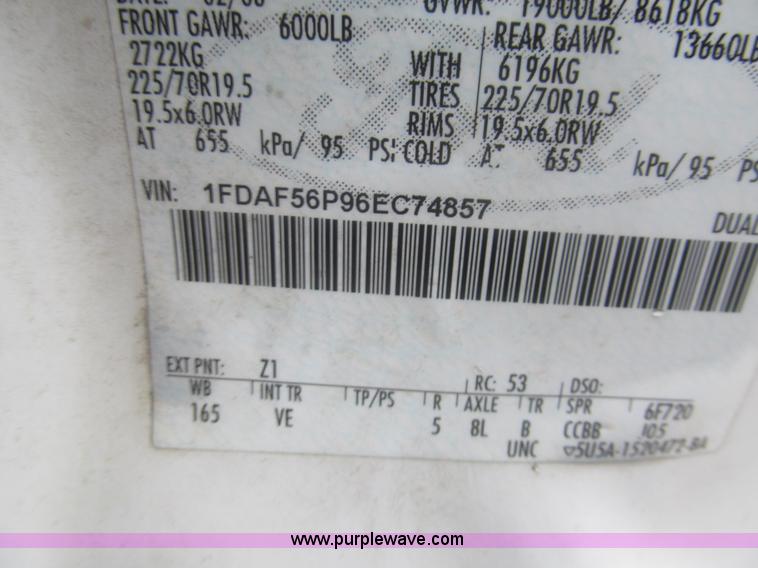 GVWR: 19000LB/ 8618KG
FRONT GAWR: 6000LB REAR GAWR: 13660LB
2722KG WITH 6196KG
225/70R19.5 TIRES 225/70R19.5
19.5x6.0RW RIMS 19.5x6.0RW
AT 655 kPa/ 95 PSI COLD AT 655 kPa/ 95 PS
VIN: 1FDAF56P96EC74857
DUAL
EXT PNT: Z1 RC: 53 DSO:
WB INT TR TP/PS R AXLE TR SPR 6F720
165 VE 5 8L B CCBB 105
UNC ▽5U5A-1520472-BA
www.purplewave.com